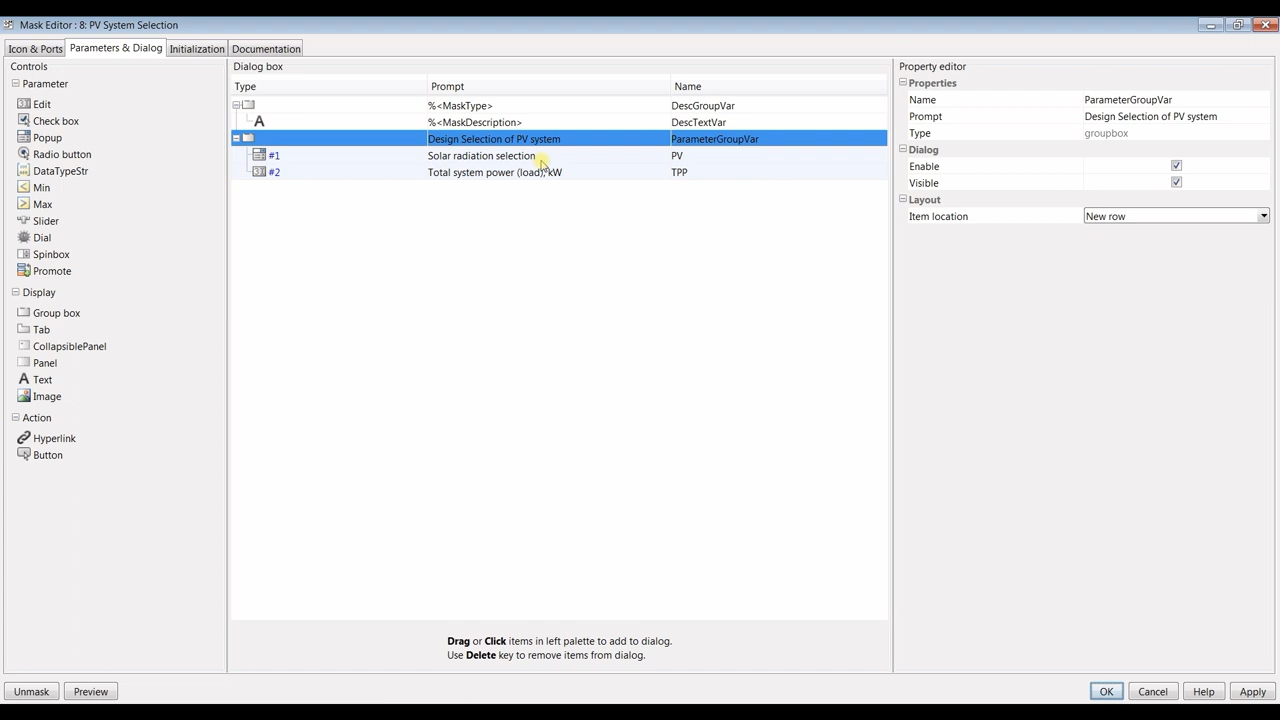 Mask Editor : 8: PV System Selection
Icon & Ports
Parameters & Dialog
Initialization
Documentation
Controls
Parameter
Edit
Check box
Popup
Radio button
DataTypeStr
Min
Max
Slider
Dial
Spinbox
Promote
Display
Group box
Tab
CollapsiblePanel
Panel
A Text
Image
Action
Hyperlink
Button
Dialog box
Type Prompt Name
%<MaskType> DescGroupVar
A %<MaskDescription> DescTextVar
Design Selection of PV system ParameterGroupVar
#1 Solar radiation selection PV
#2 Total system power (load), kW TPP
Drag or Click items in left palette to add to dialog.
Use Delete key to remove items from dialog.
Property editor
Properties
Name ParameterGroupVar
Prompt Design Selection of PV system
Type groupbox
Dialog
Enable
Visible
Layout
Item location New row
Unmask
Preview
OK
Cancel
Help
Apply